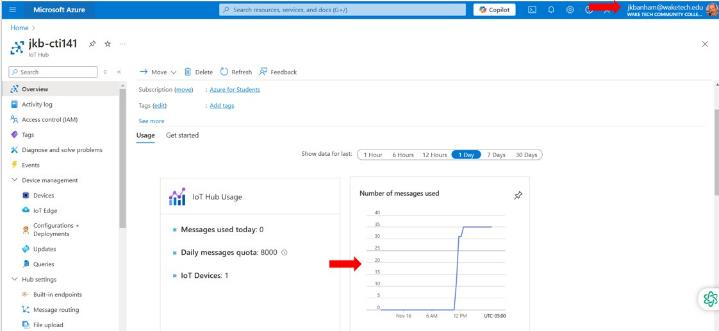 Microsoft Azure
Search resources, services, and docs (G+/)
Copilot
jkbanham@waketech.edu
WAKE TECH COMMUNITY COLLE...
Home >
jkb-cti141
IoT Hub
Search
Move
Delete
Refresh
Feedback
Overview
Activity log
Access control (IAM)
Tags
Diagnose and solve problems
Events
Device management
Devices
IoT Edge
Configurations +
Deployments
Updates
Queries
Hub settings
Built-in endpoints
Message routing
File upload
Subscription (move) : Azure for Students
Tags (edit) : Add tags
See more
Usage Get started
Show data for last: 1 Hour 6 Hours 12 Hours 1 Day 7 Days 30 Days
IoT Hub Usage
Messages used today: 0
Daily messages quota: 8000
IoT Devices: 1
Number of messages used
40
35
30
25
20
15
10
5
0
Nov 16 6 AM 12 PM UTC-05:00